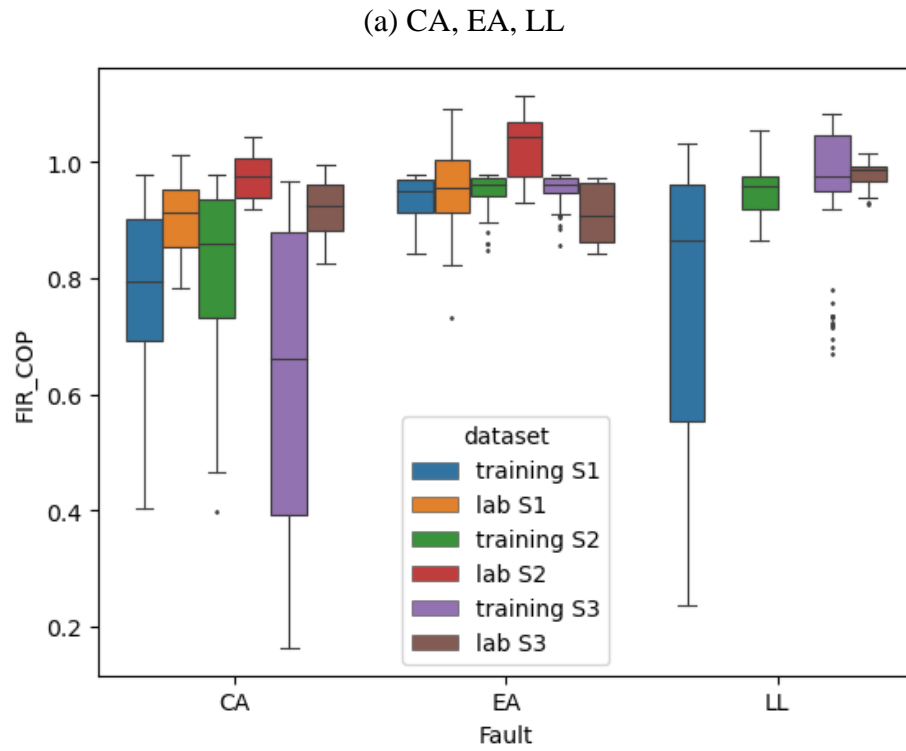 (a) CA, EA, LL
FIR_COP
1.0
0.8
0.6
0.4
0.2
dataset
training S1
lab S1
training S2
lab S2
training S3
lab S3
CA
EA
LL
Fault